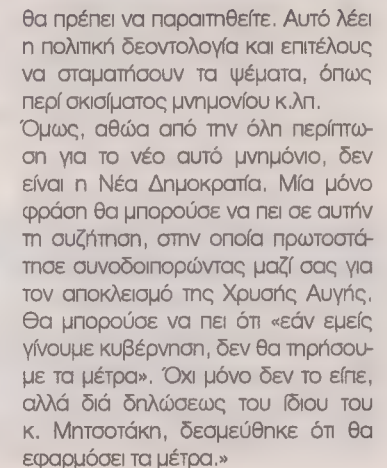 θα πρέπει να παραιτηθείτε. Αυτό λέει
η πολιτική δεοντολογία και επιτέλους
να σταματήσουν τα ψέματα, όπως
περί σκισίματος μνημονίου κ.λπ.
Όμως, αθώα από την όλη περίπτω-
ση για το νέο αυτό μνημόνιο, δεν
είναι η Νέα Δημοκρατία. Μία μόνο
φράση θα μπορούσε να πει σε αυτήν
τη συζήτηση, στην οποία πρωτοστά-
τησε συνοδοιπορώντας μαζί σας για
τον αποκλεισμό της Χρυσής Αυγής.
Θα μπορούσε να πει ότι «εάν εμείς
γίνουμε κυβέρνηση, δεν θα τηρήσου-
με τα μέτρα». Όχι μόνο δεν το είπε,
αλλά διά δηλώσεως του ίδιου του
κ. Μητσοτάκη, δεσμεύθηκε ότι θα
εφαρμόσει τα μέτρα.»